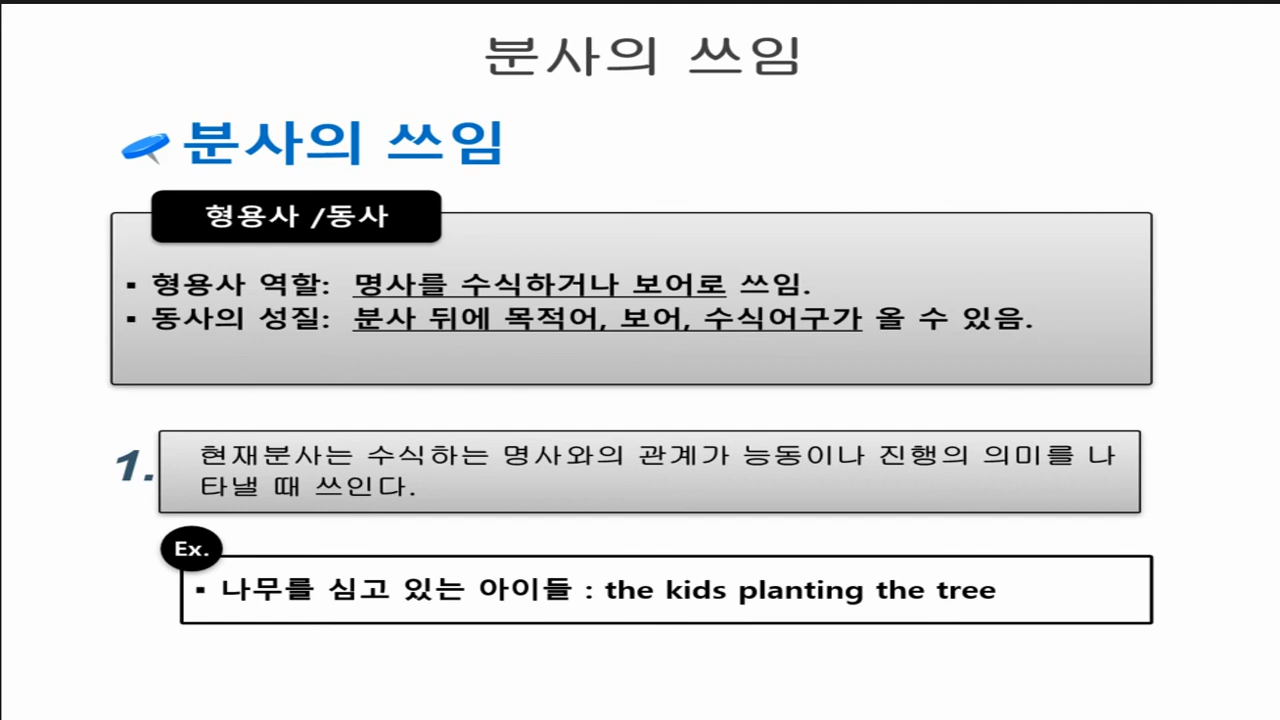 분사의 쓰임
분사의 쓰임
형용사 /동사
▪ 형용사 역할: 명사를 수식하거나 보어로 쓰임.
▪ 동사의 성질: 분사 뒤에 목적어, 보어, 수식어구가 올 수 있음.
1. 현재분사는 수식하는 명사와의 관계가 능동이나 진행의 의미를 나
타낼 때 쓰인다.
Ex.
▪ 나무를 심고 있는 아이들 : the kids planting the tree